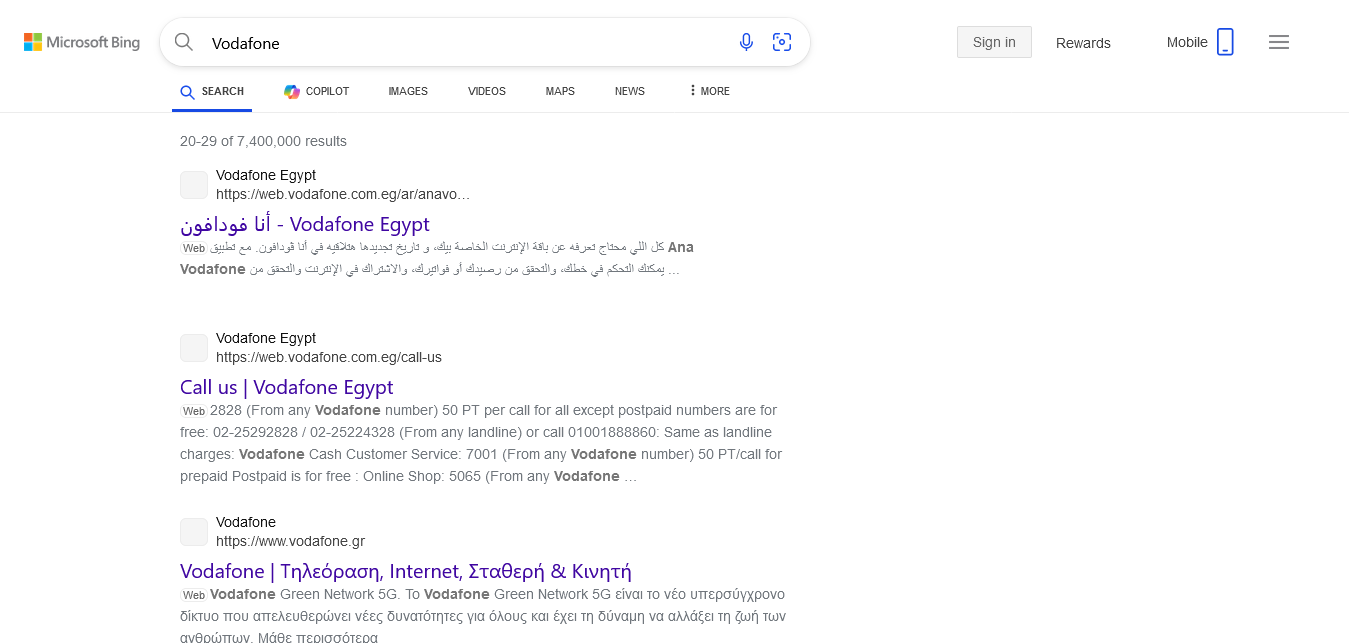 Microsoft Bing
Vodafone
Sign in
Rewards
Mobile
SEARCH
COPILOT
IMAGES
VIDEOS
MAPS
NEWS
MORE
20-29 of 7,400,000 results
Vodafone Egypt
https://web.vodafone.com.eg/ar/anavo…
أنا فودافون - Vodafone Egypt
Web كل اللي محتاج تعرفه عن باقة الإنترنت الخاصة بيك، و تاريخ تجديدها هتلاقيه في أنا ڤودافون. مع تطبيق Ana
Vodafone يمكنك التحكم في خطك، والتحقق من رصيدك أو فواتيرك، والاشتراك في الإنترنت والتحقق من ...
Vodafone Egypt
https://web.vodafone.com.eg/call-us
Call us | Vodafone Egypt
Web 2828 (From any Vodafone number) 50 PT per call for all except postpaid numbers are for
free: 02-25292828 / 02-25224328 (From any landline) or call 01001888860: Same as landline
charges: Vodafone Cash Customer Service: 7001 (From any Vodafone number) 50 PT/call for
prepaid Postpaid is for free : Online Shop: 5065 (From any Vodafone …
Vodafone
https://www.vodafone.gr
Vodafone | Τηλεόραση, Internet, Σταθερή & Κινητή
Web Vodafone Green Network 5G. Το Vodafone Green Network 5G είναι το νέο υπερσύγχρονο
δίκτυο που απελευθερώνει νέες δυνατότητες για όλους και έχει τη δύναμη να αλλάξει τη ζωή των
ανθρώπων. Μάθε περισσότερα